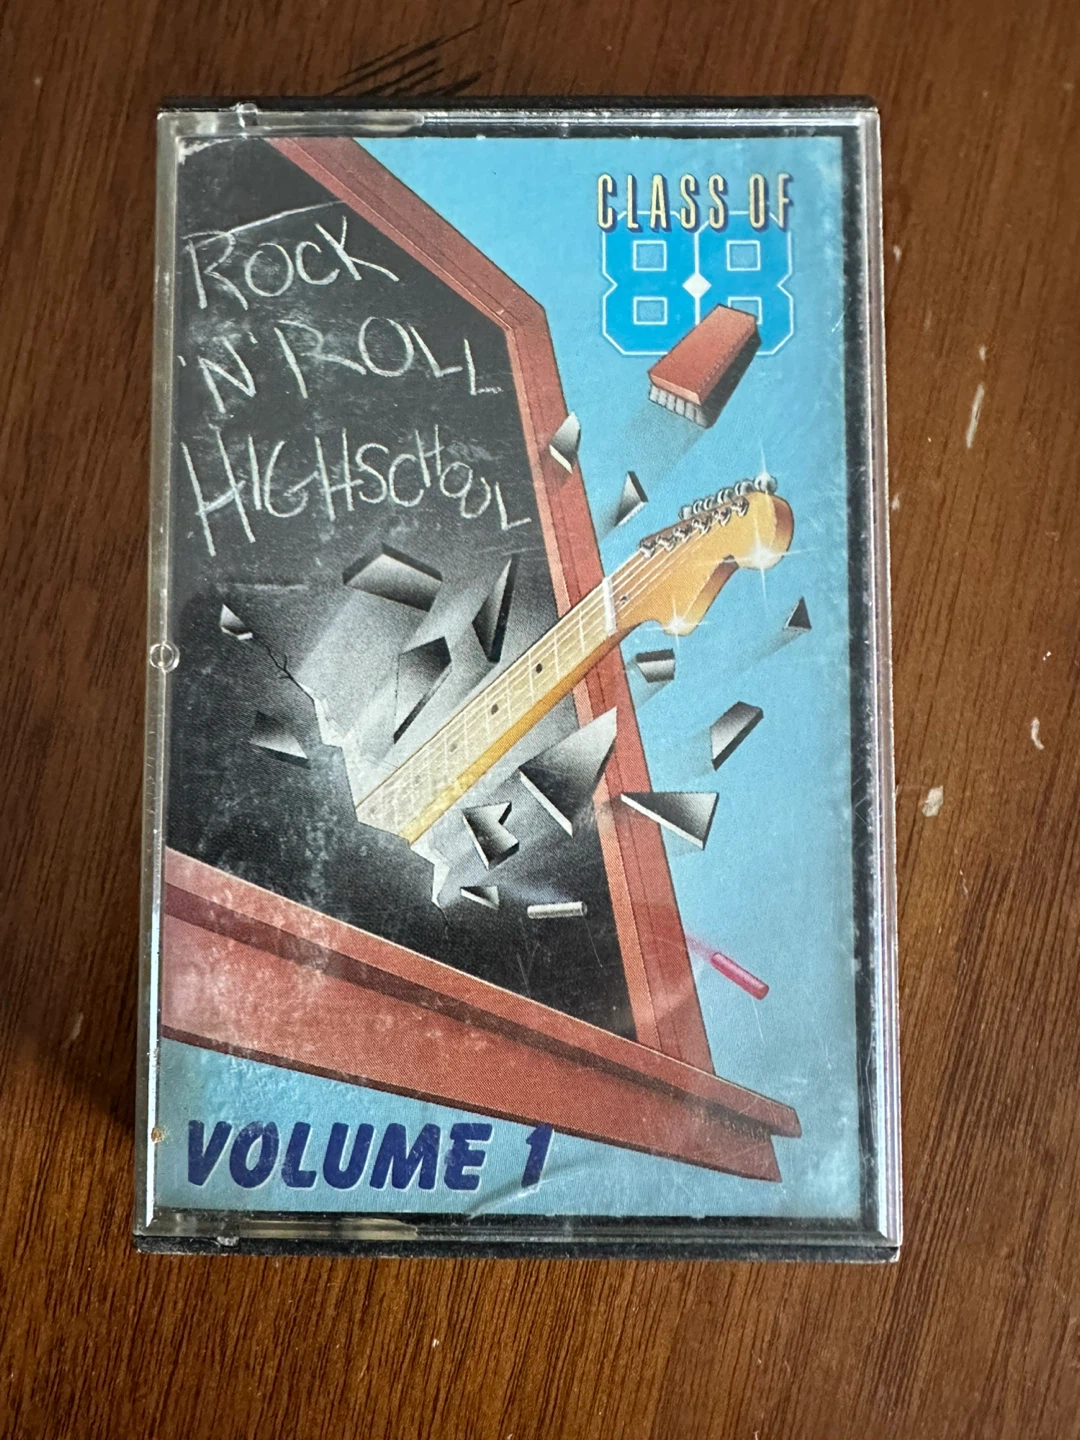 CLASS OF
88
ROCK
'N' ROLL
HIGHSCHOOL
VOLUME 1